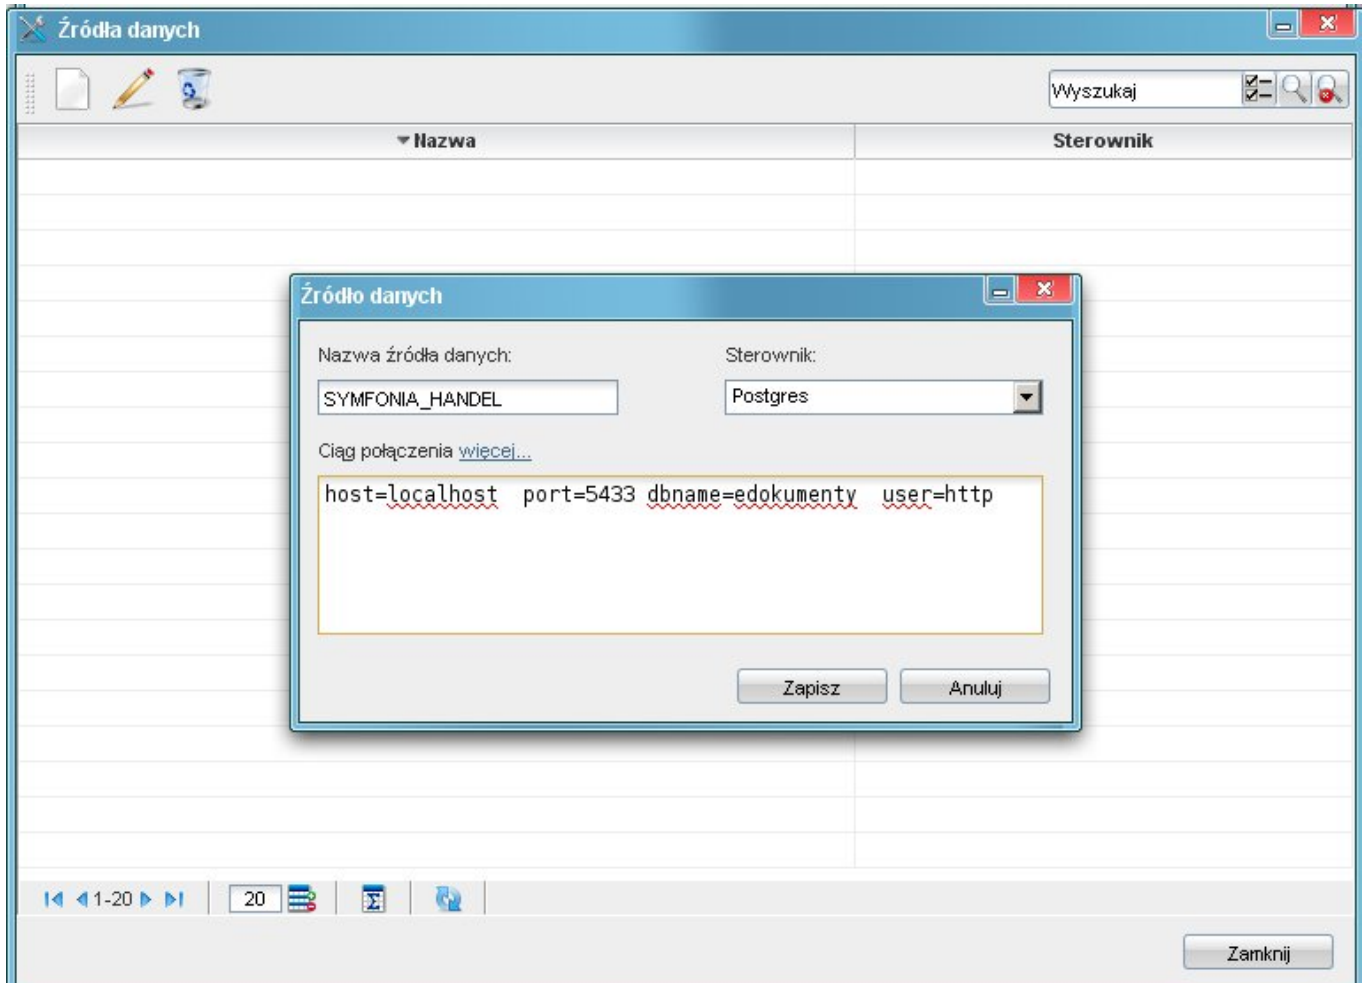 Źródła danych
Wyszukaj
Nazwa Sterownik
Źródło danych
Nazwa źródła danych: Sterownik:
SYMFONIA_HANDEL Postgres
Ciąg połączenia więcej...
host=localhost  port=5433 dbname=edokumenty  user=http
Zapisz Anuluj
1-20 20 Σ
Zamknij